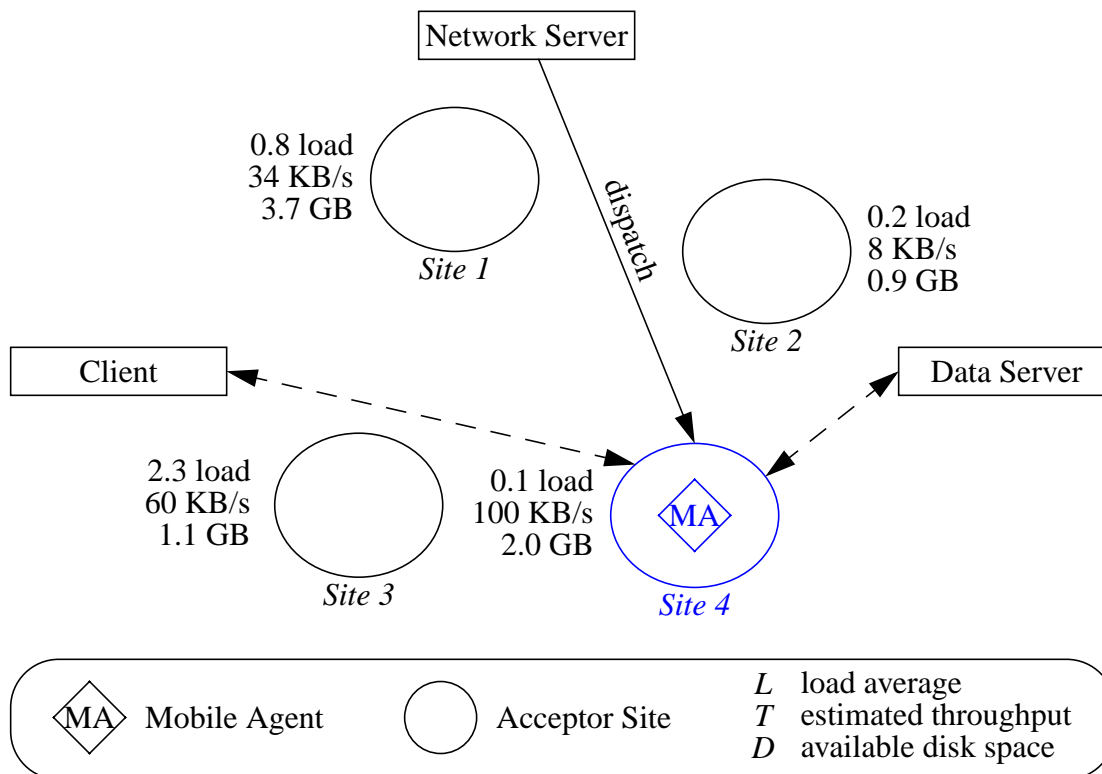 Network Server
0.8 load
34 KB/s
3.7 GB
Site 1
dispatch
0.2 load
8 KB/s
0.9 GB
Site 2
Client
Data Server
2.3 load
60 KB/s
1.1 GB
Site 3
0.1 load
100 KB/s
2.0 GB
MA
Site 4
MA Mobile Agent
Acceptor Site
L load average
T estimated throughput
D available disk space